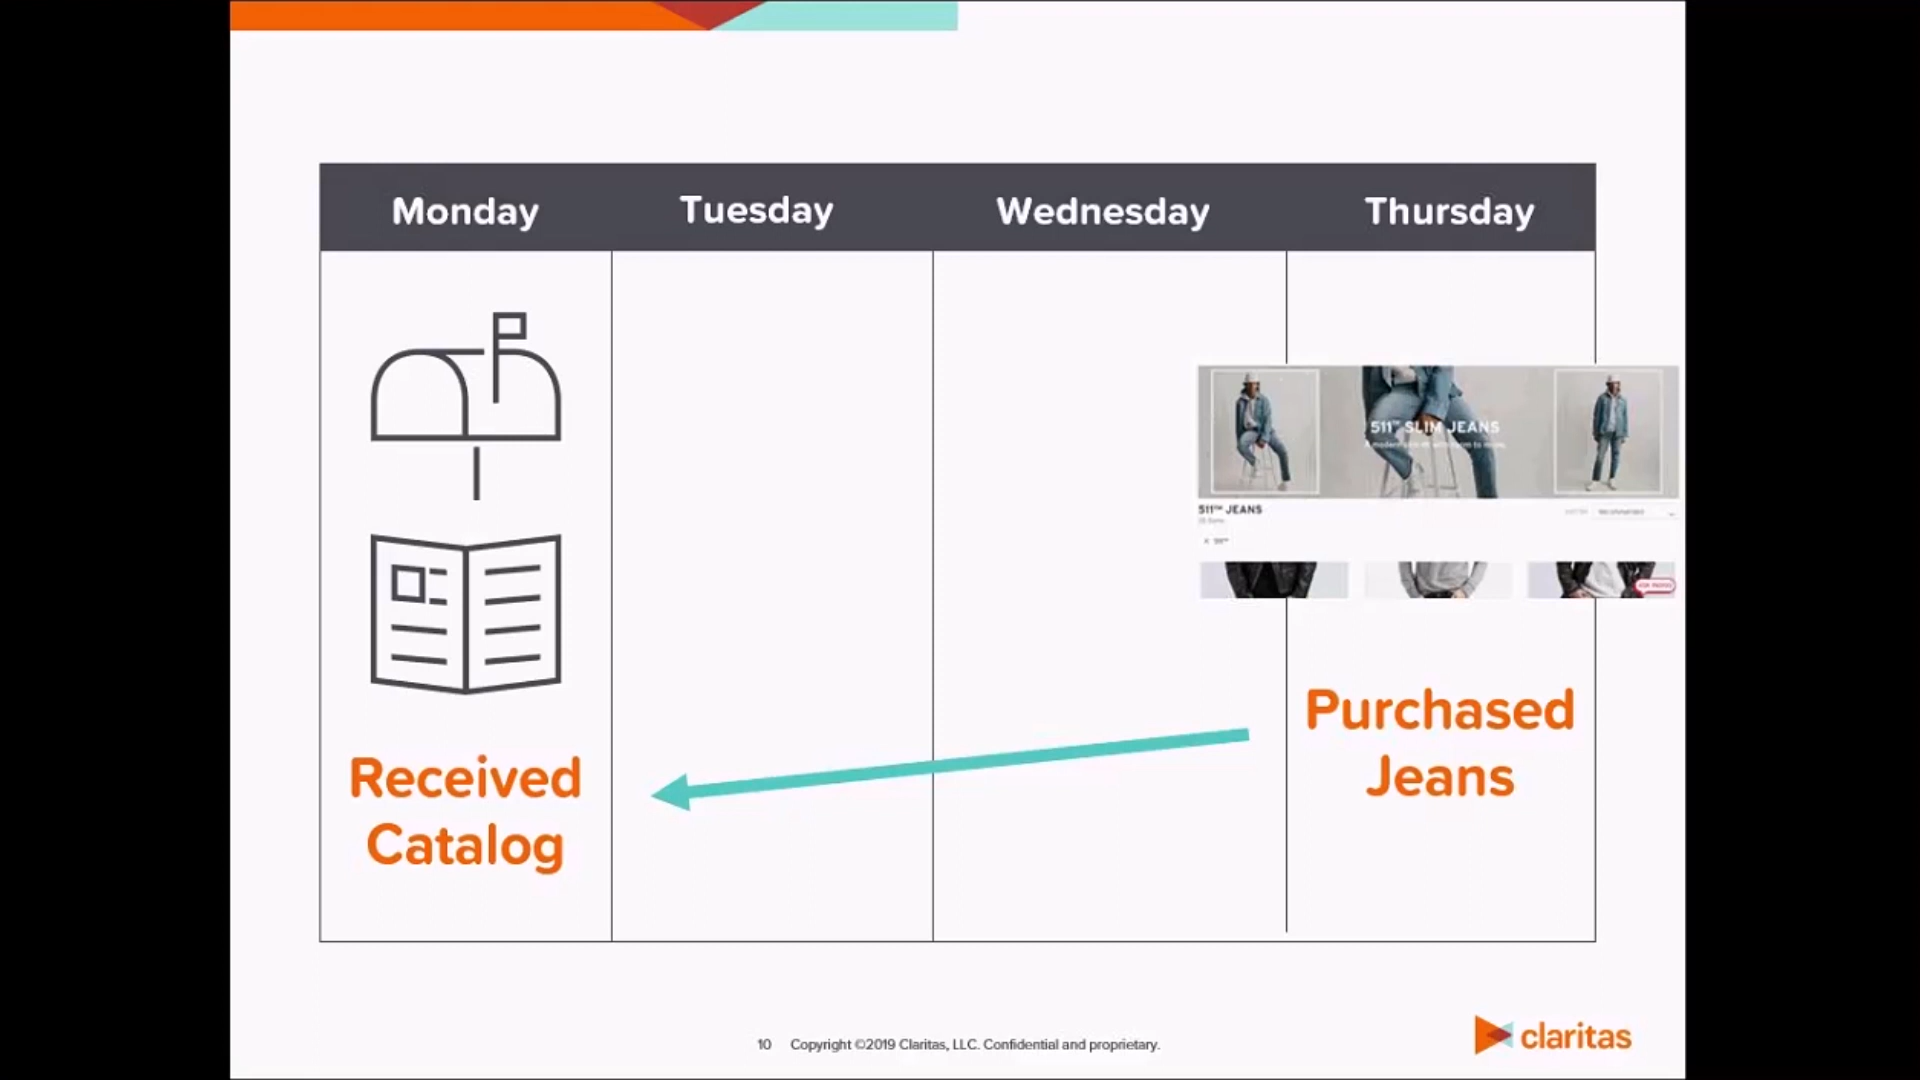 Monday
Tuesday
Wednesday
Thursday
511™ SLIM JEANS
511™ JEANS
Purchased
Jeans
Received
Catalog
10 Copyright ©2019 Claritas, LLC. Confidential and proprietary.
claritas